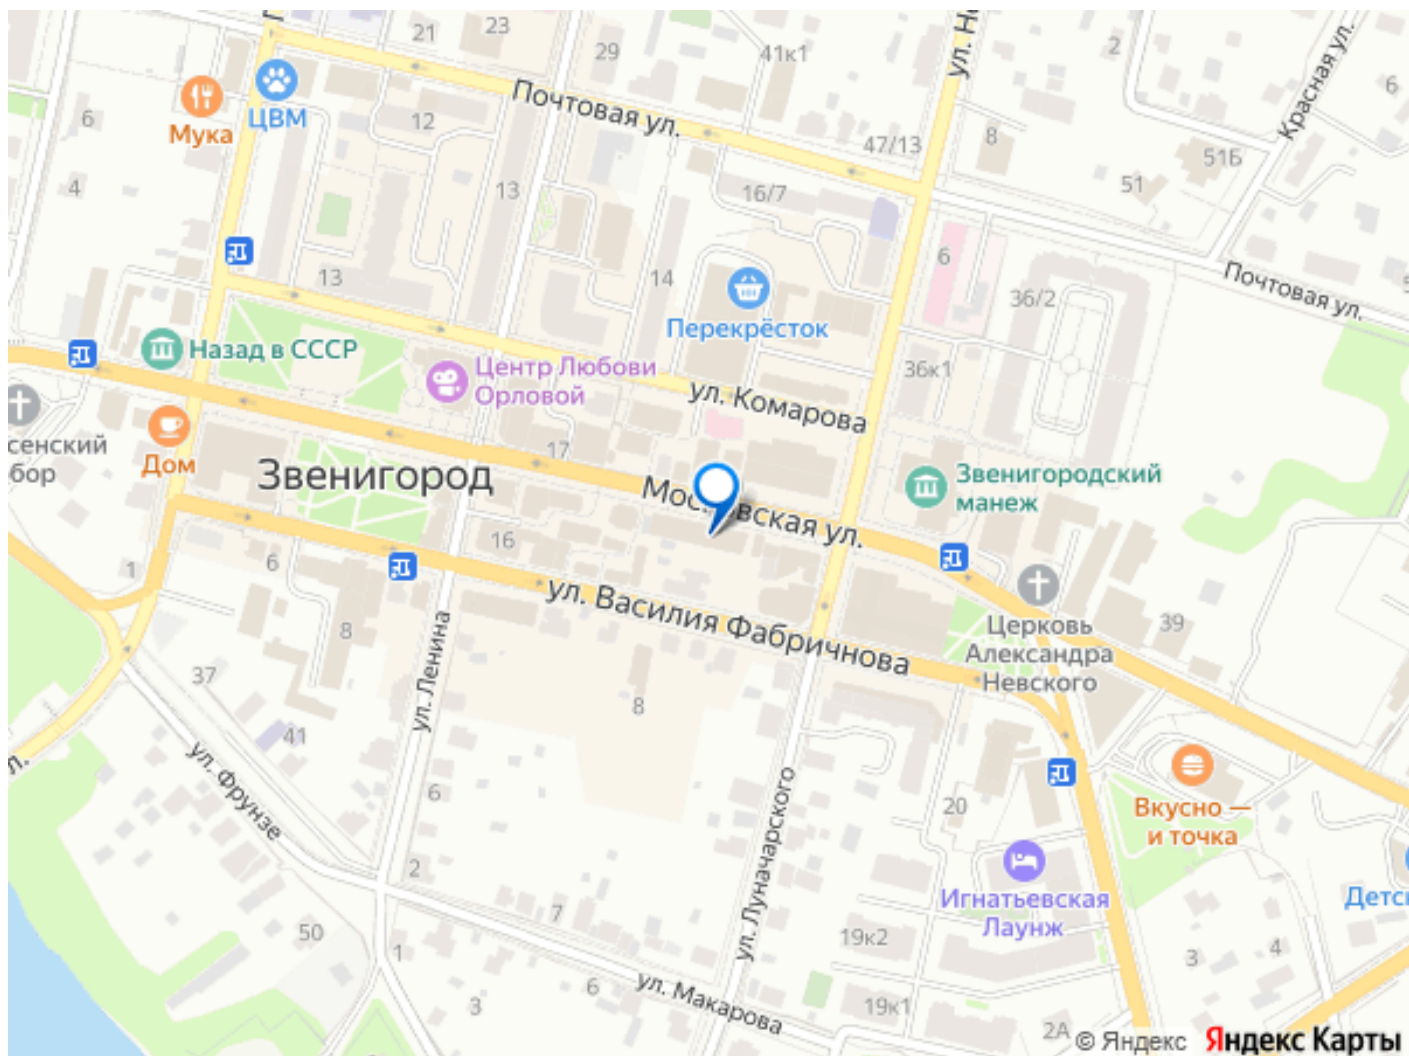 21
23
29
41к1
ул. Но
2
Красная ул.
6
Мука
ЦВМ
6
12
Почтовая ул.
47/13
8
51Б
51
4
13
16/7
13
14
6
36/2
Почтовая ул.
5
Перекрёсток
Назад в СССР
Центр Любови
Орловой
ул. Комарова
36к1
сенский
бор
Дом
17
Звенигород
Московская ул.
Звенигородский
манеж
16
1
6
8
ул. Василия Фабричнова
Церковь
Александра
Невского
39
ул. Ленина
37
8
41
л.
ул. Фрунзе
6
ул. Луначарского
20
Вкусно —
и точка
2
Игнатьевская
Лаунж
Детс
7
50
1
19к2
3
4
3
6
ул. Макарова
19к1
2А
© Яндекс
Яндекс Карты